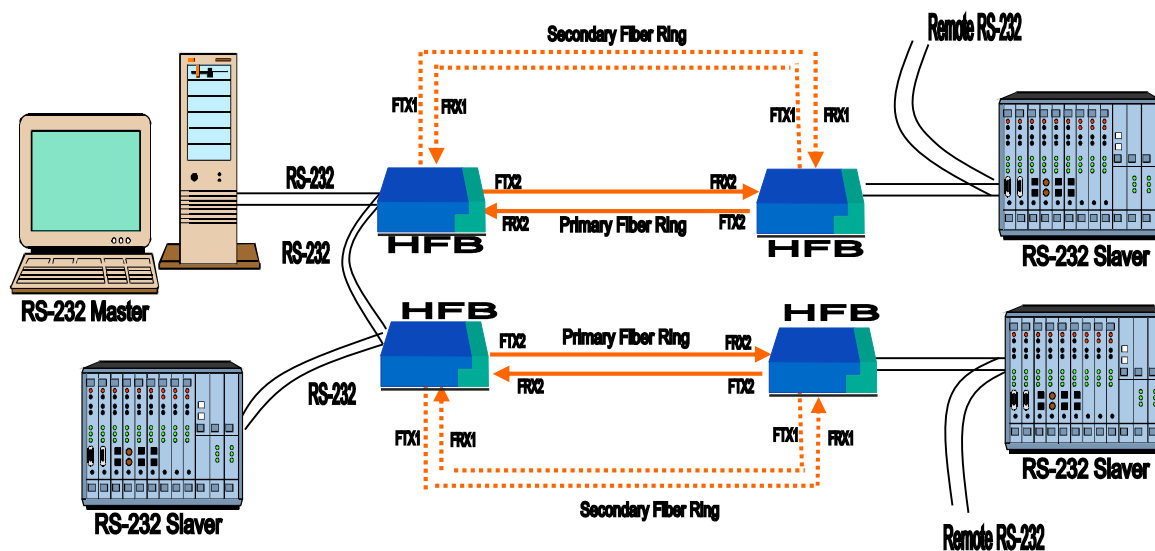 Secondary Fiber Ring
Remote RS-232
FTX1
FRX1
FTX1
FRX1
RS-232
FTX2
FRX2
FRX2
Primary Fiber Ring
FTX2
HFB
HFB
RS-232
RS-232 Master
RS-232 Slaver
HFB
HFB
FTX2
Primary Fiber Ring
FRX2
FRX2
FTX2
RS-232
FTX1
FRX1
FTX1
FRX1
RS-232 Slaver
RS-232 Slaver
Secondary Fiber Ring
Remote RS-232